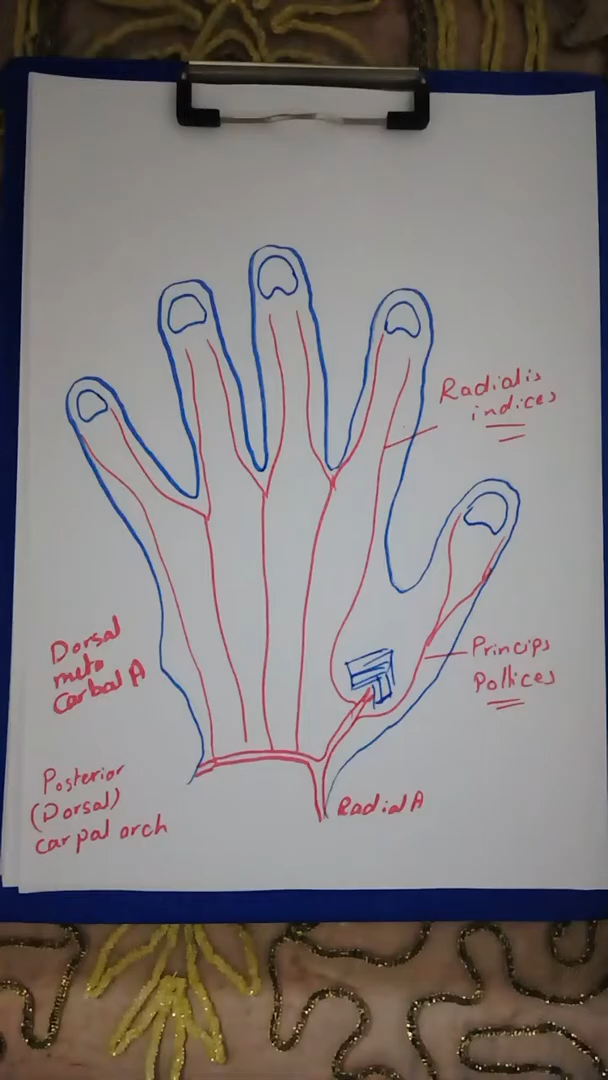 Radialis
indices
Dorsal
meta
Carbal A
Princips
Pollices
Posterior
(Dorsal)
carpal arch
Radial A